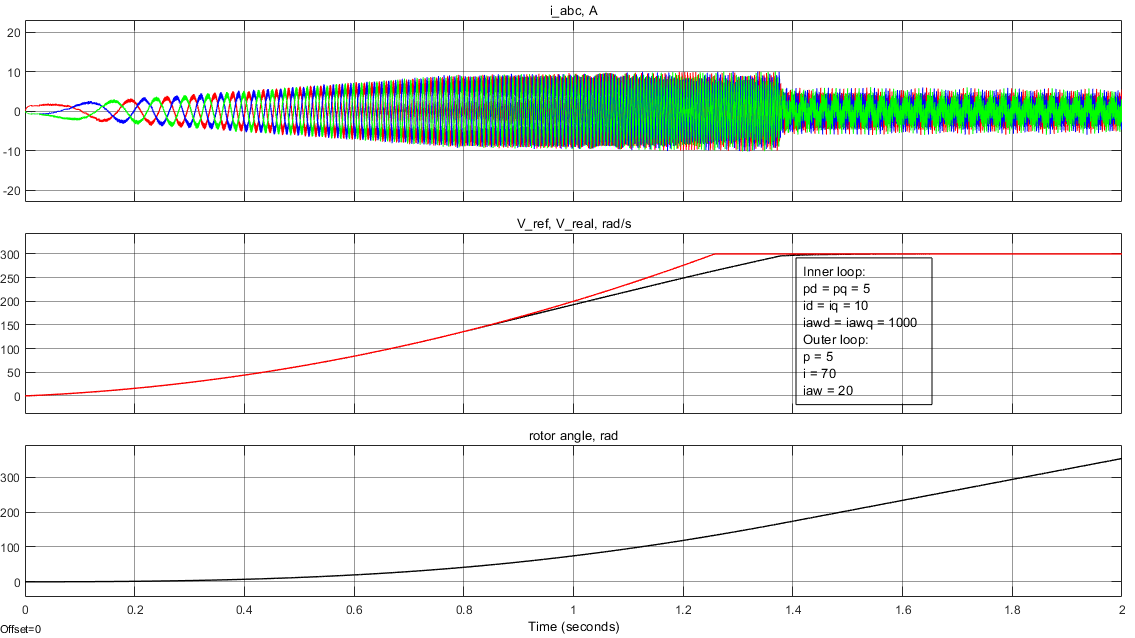 i_abc, A
20
10
0
-10
-20
V_ref, V_real, rad/s
300
250
200
150
100
50
0
Inner loop:
pd = pq = 5
id = iq = 10
iawd = iawq = 1000
Outer loop:
p = 5
i = 70
iaw = 20
rotor angle, rad
300
200
100
0
0 0.2 0.4 0.6 0.8 1 1.2 1.4 1.6 1.8 2
Time (seconds)
Offset=0